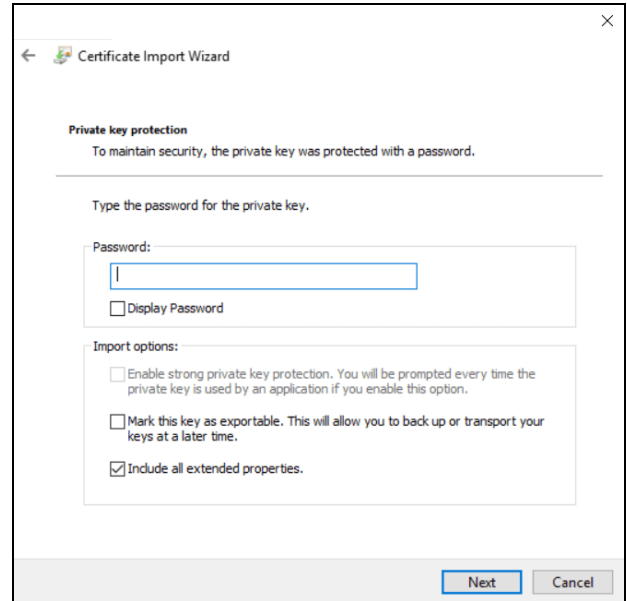 Certificate Import Wizard
Private key protection
To maintain security, the private key was protected with a password.
Type the password for the private key.
Password:
Display Password
Import options:
Enable strong private key protection. You will be prompted every time the
private key is used by an application if you enable this option.
Mark this key as exportable. This will allow you to back up or transport your
keys at a later time.
Include all extended properties.
Next
Cancel